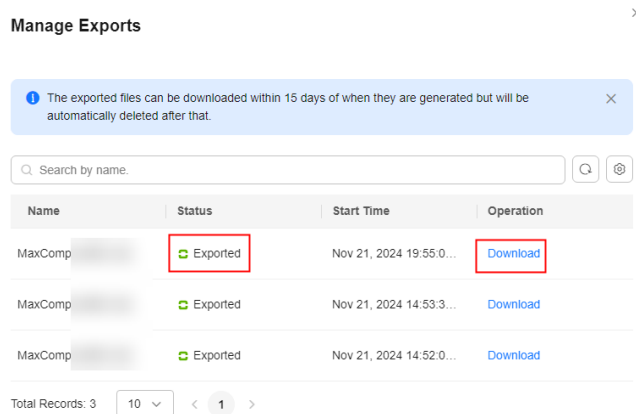 Manage Exports
The exported files can be downloaded within 15 days of when they are generated but will be
automatically deleted after that.
Search by name.
Name Status Start Time Operation
MaxComp Exported Nov 21, 2024 19:55:0... Download
MaxComp Exported Nov 21, 2024 14:53:3... Download
MaxComp Exported Nov 21, 2024 14:52:0... Download
Total Records: 3 10 1